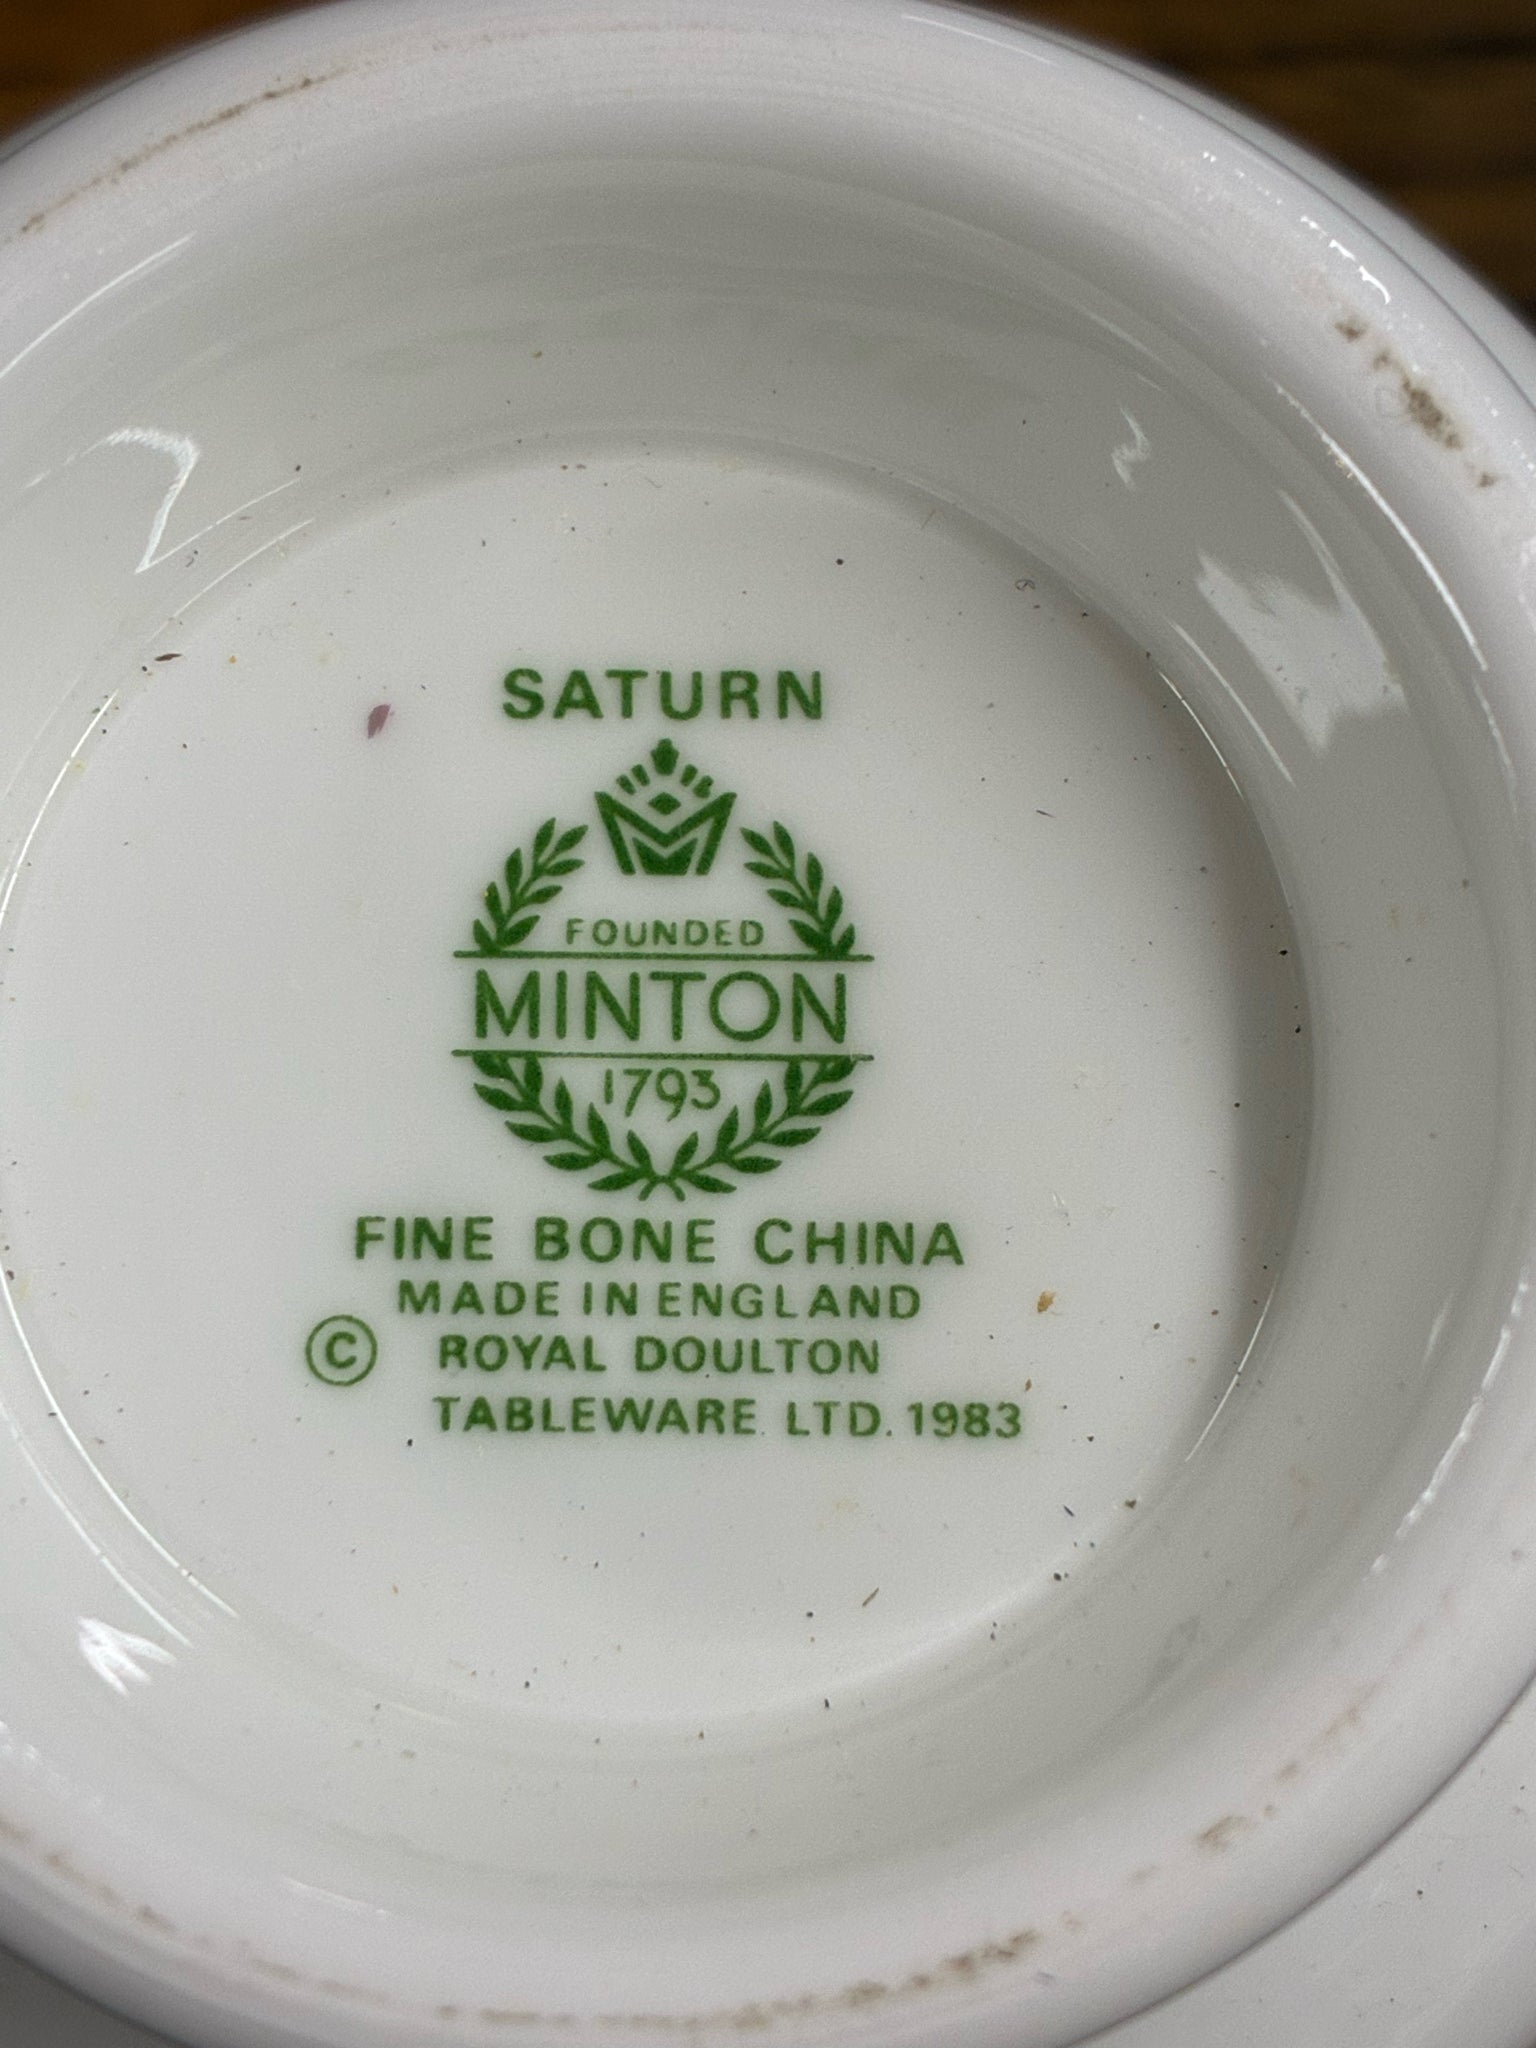 SATURN
FOUNDED
MINTON
1793
FINE BONE CHINA
MADE IN ENGLAND
© ROYAL DOULTON
TABLEWARE LTD. 1983